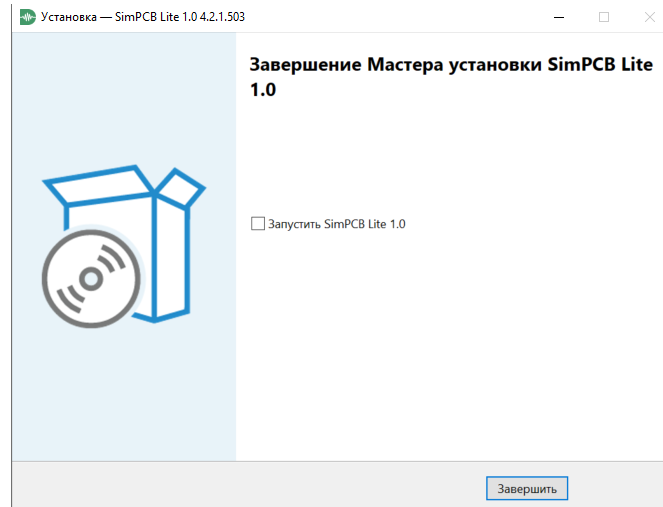 Установка — SimPCB Lite 1.0 4.2.1.503
Завершение Мастера установки SimPCB Lite
1.0
Запустить SimPCB Lite 1.0
Завершить